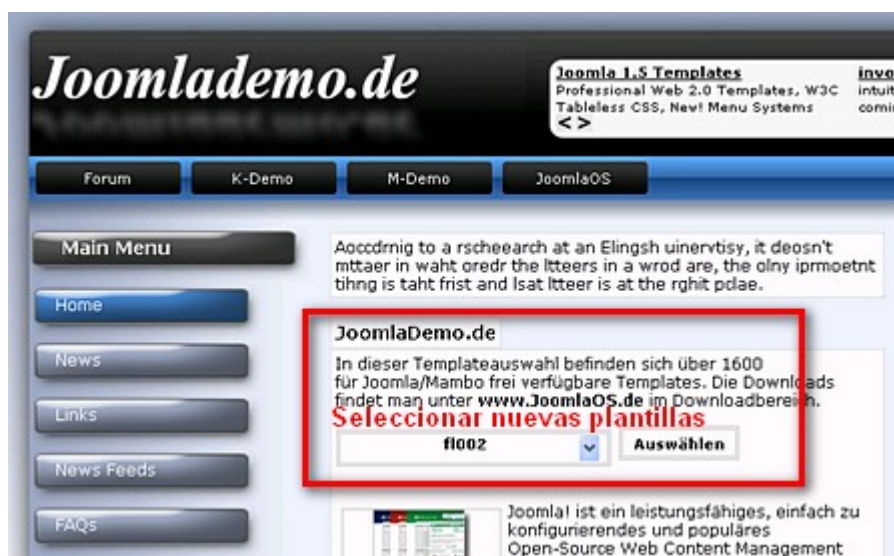 Joomlademo.de
Joomla 1.5 Templates
Professional Web 2.0 Templates, W3C
Tableless CSS, New! Menu Systems
< >
invo
intuit
comin
Forum K-Demo M-Demo JoomlaOS
Main Menu
Home
News
Links
News Feeds
FAQs
Aoccdrnig to a rscheearch at an Elingsh uinervtisy, it deosn't
mttaer in waht oredr the ltteers in a wrod are, the olny iprmoetnt
tihng is taht frist and lsat ltteer is at the rghit pclae.
JoomlaDemo.de
In dieser Templateauswahl befinden sich über 1600
für Joomla/Mambo frei verfügbare Templates. Die Downloads
findet man unter www.JoomlaOS.de im Downloadbereich.
Seleccionar nuevas plantillas
fl002 Auswählen
Joomla! ist ein leistungsfähiges, einfach zu
konfigurierendes und populäres
Open-Source Web Content Management